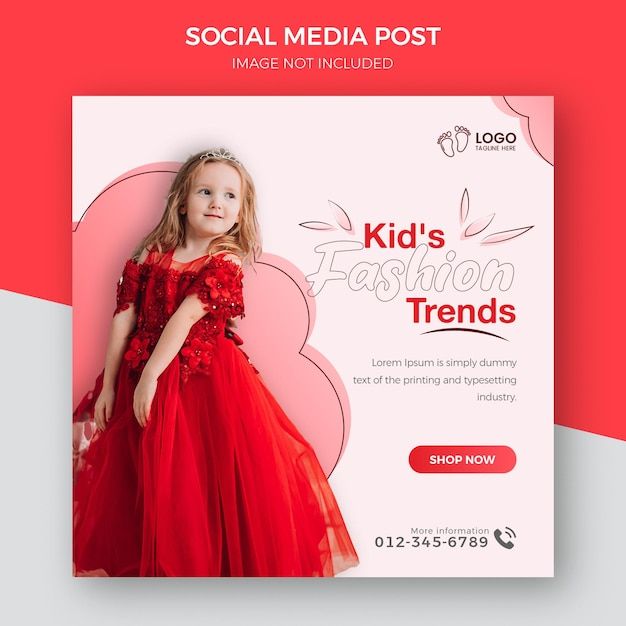 SOCIAL MEDIA POST
IMAGE NOT INCLUDED
LOGO
TAGLINE HERE
Kid's
Fashion
Trends
Lorem Ipsum is simply dummy
text of the printing and typesetting
industry.
SHOP NOW
More information
012-345-6789